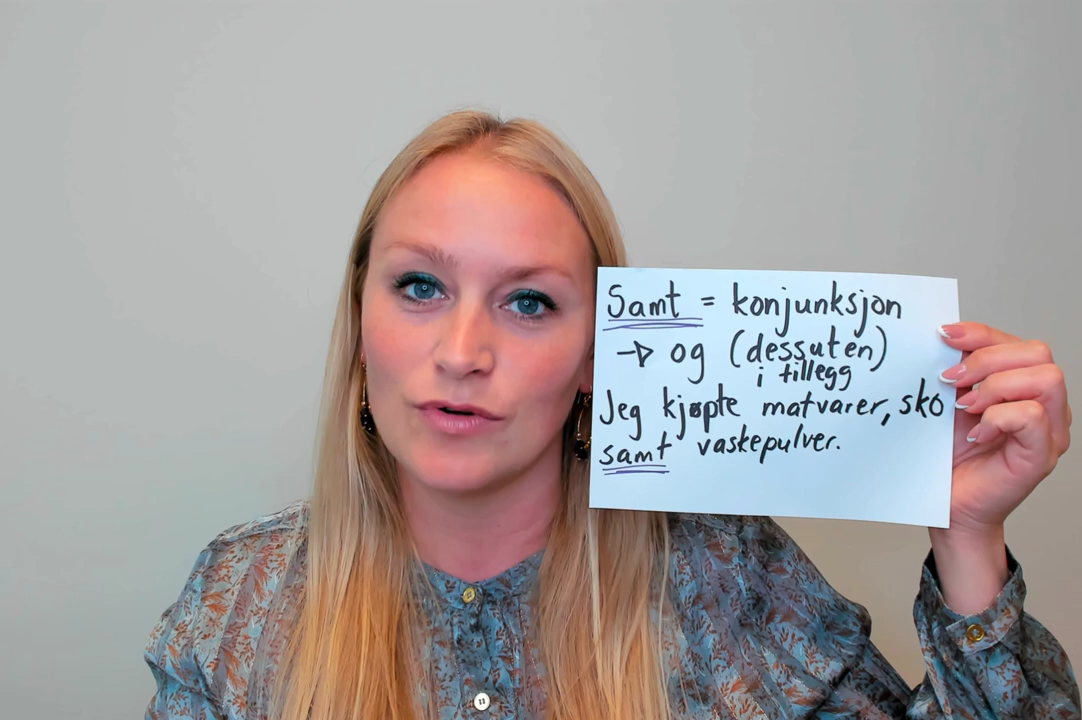 Samt = konjunksjon
→ og (dessuten)
i tillegg
Jeg kjøpte matvarer, sko
samt vaskepulver.